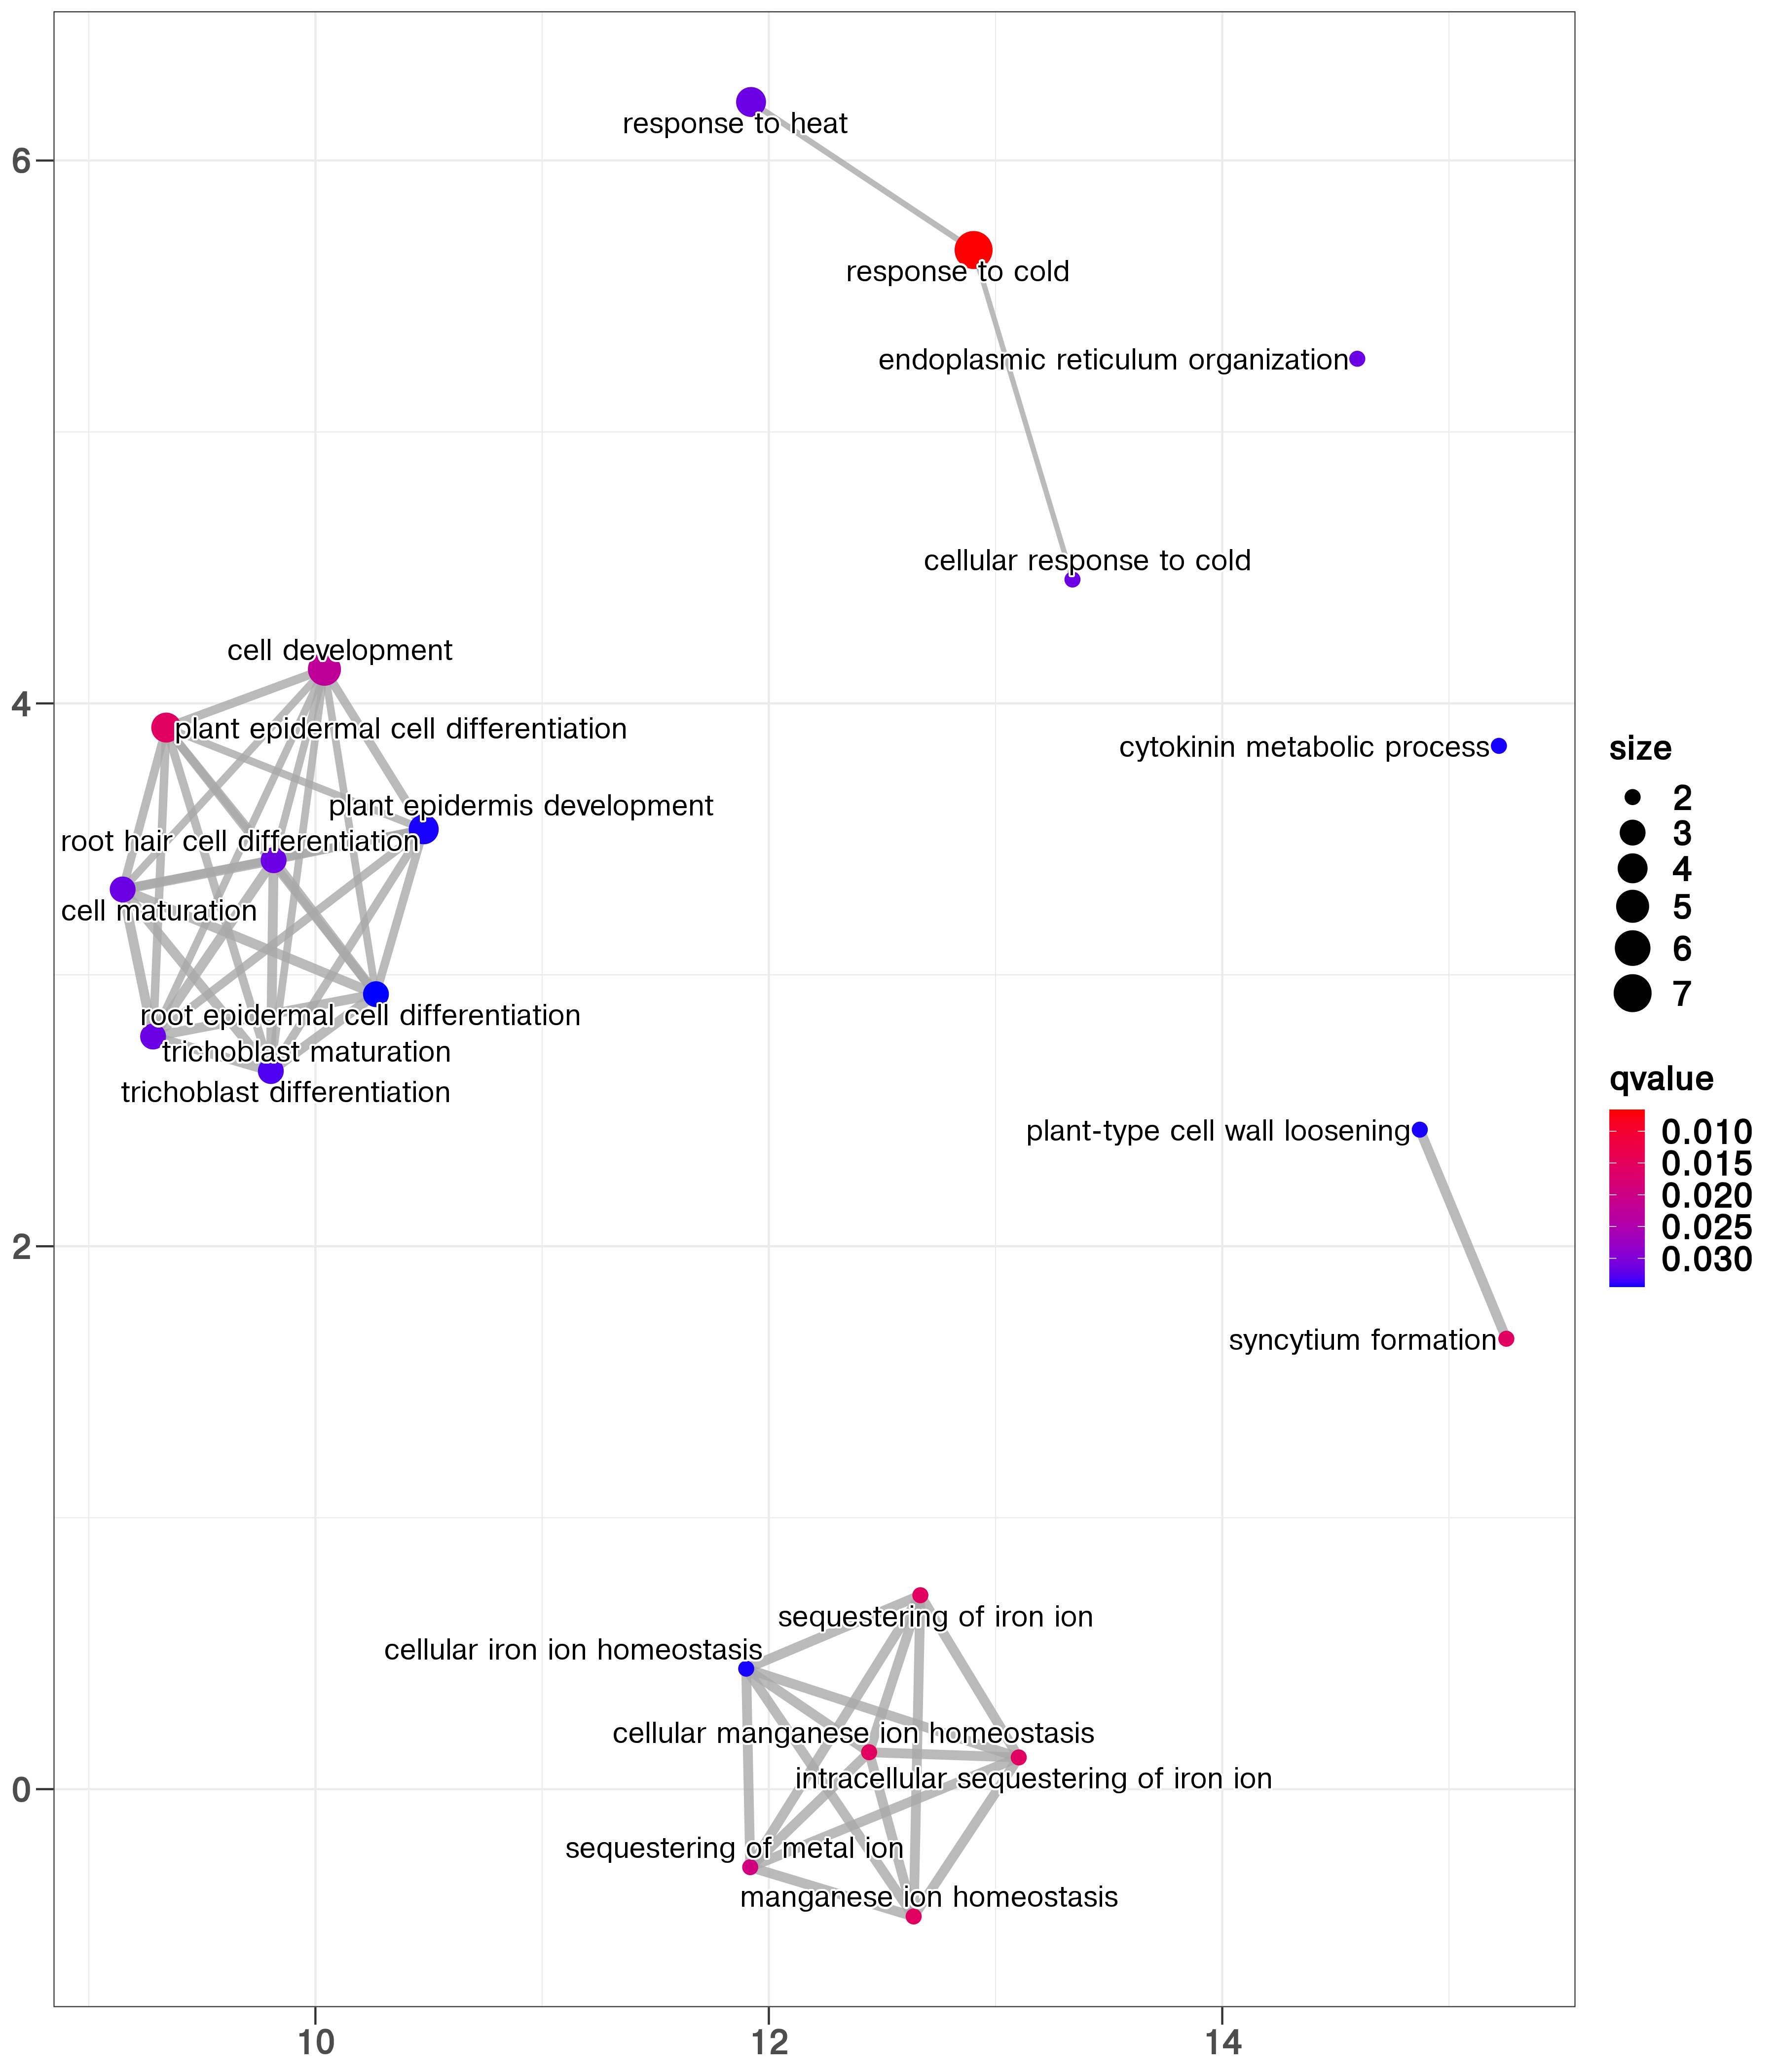 6
4
2
0
response to heat
response to cold
endoplasmic reticulum organization
cellular response to cold
cell development
plant epidermal cell differentiation
cytokinin metabolic process
plant epidermis development
root hair cell differentiation
cell maturation
root epidermal cell differentiation
trichoblast maturation
trichoblast differentiation
plant-type cell wall loosening
syncytium formation
sequestering of iron ion
cellular iron ion homeostasis
cellular manganese ion homeostasis
intracellular sequestering of iron ion
sequestering of metal ion
manganese ion homeostasis
10 12 14
size
2
3
4
5
6
7
qvalue
0.010
0.015
0.020
0.025
0.030